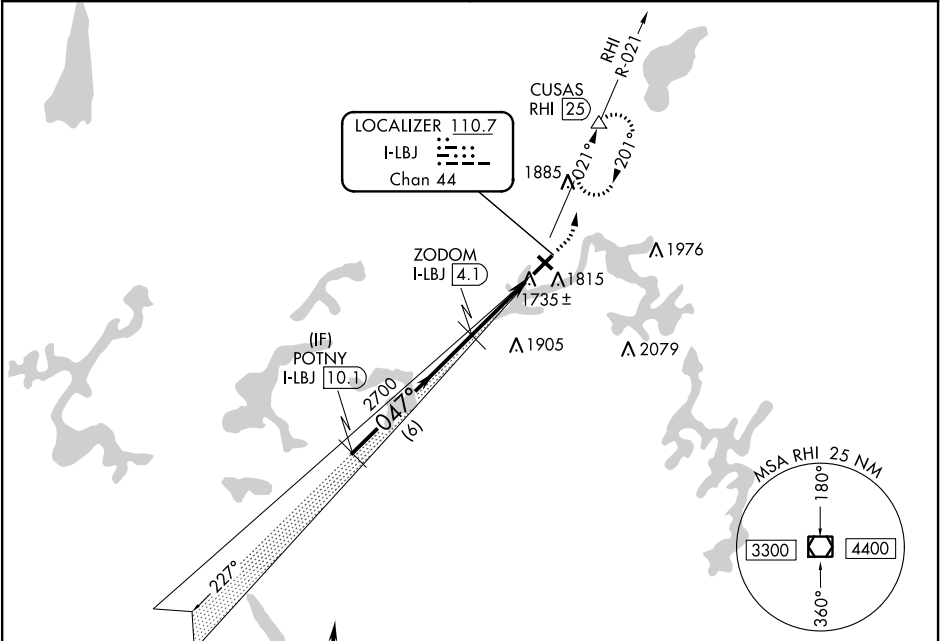 RHI
R-021
CUSAS
RHI 25
LOCALIZER 110.7
I-LBJ
Chan 44
1885
021°
201°
ZODOM
I-LBJ 4.1
1976
1815
1735 ±
(IF)
POTNY
I-LBJ 10.1
1905
2079
2700
047°
(6)
MSA RHI 25 NM
180°
3300
4400
360°
227°